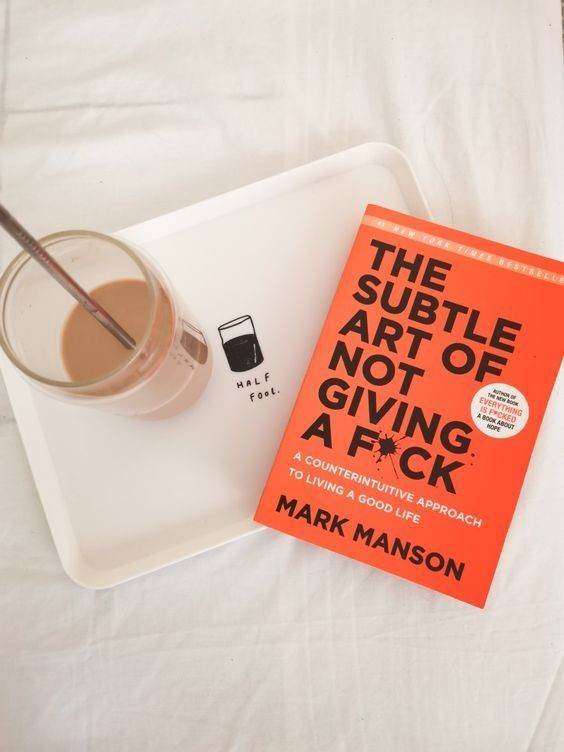 HALF
FOOL.
#1 NEW YORK TIMES BESTSELLE
THE
SUBTLE
ART OF
NOT
GIVING
A F*CK
AUTHOR OF
THE NEW BOOK
EVERYTHING
IS F*CKED
A BOOK ABOUT
HOPE
A COUNTERINTUITIVE APPROACH
TO LIVING A GOOD LIFE
MARK MANSON